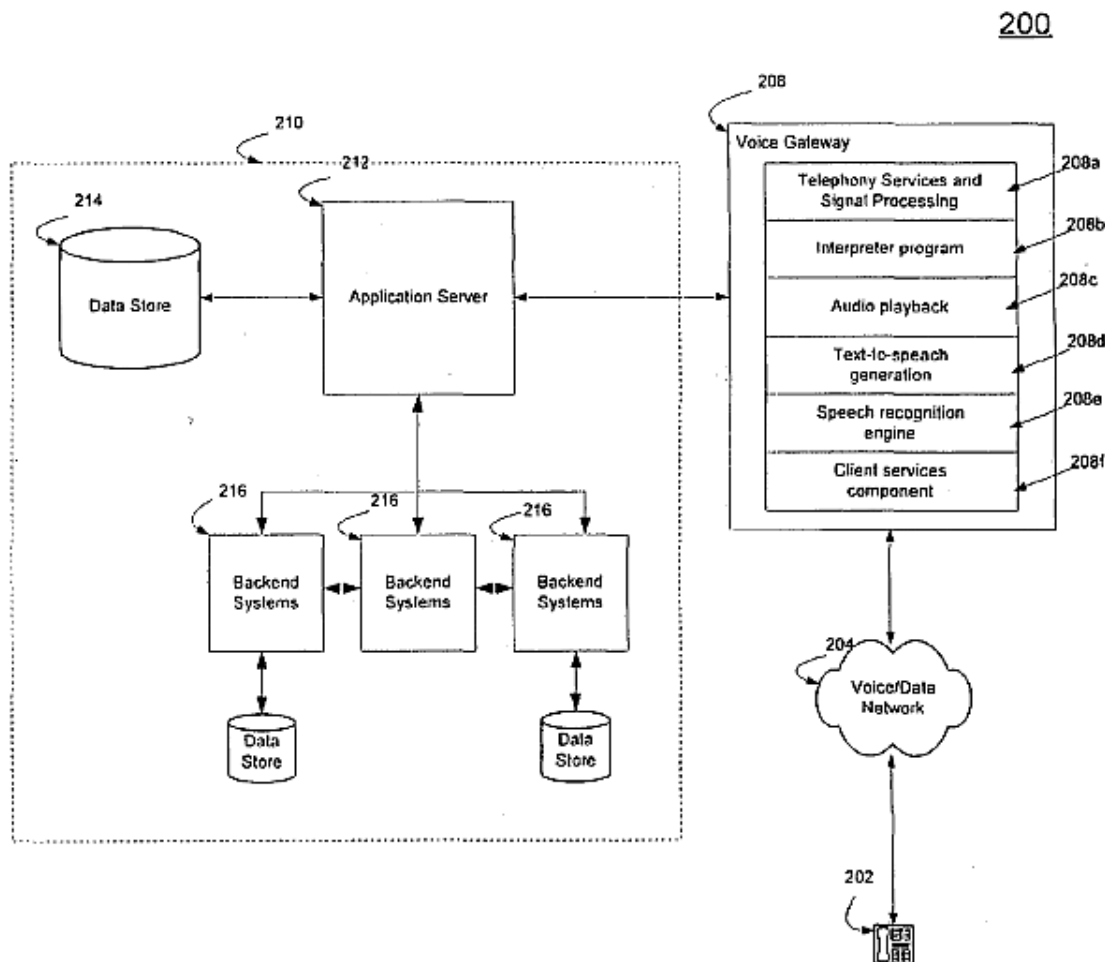 200
208
Voice Gateway
Telephony Services and
Signal Processing
208a
Interpreter program
208b
Audio playback
208c
Text-to-speach
generation
208d
Speech recognition
engine
208e
Client services
component
208f
210
212
214
Data Store
Application Server
216
216
216
Backend
Systems
Backend
Systems
Backend
Systems
Data
Store
Data
Store
204
Voice/Data
Network
202